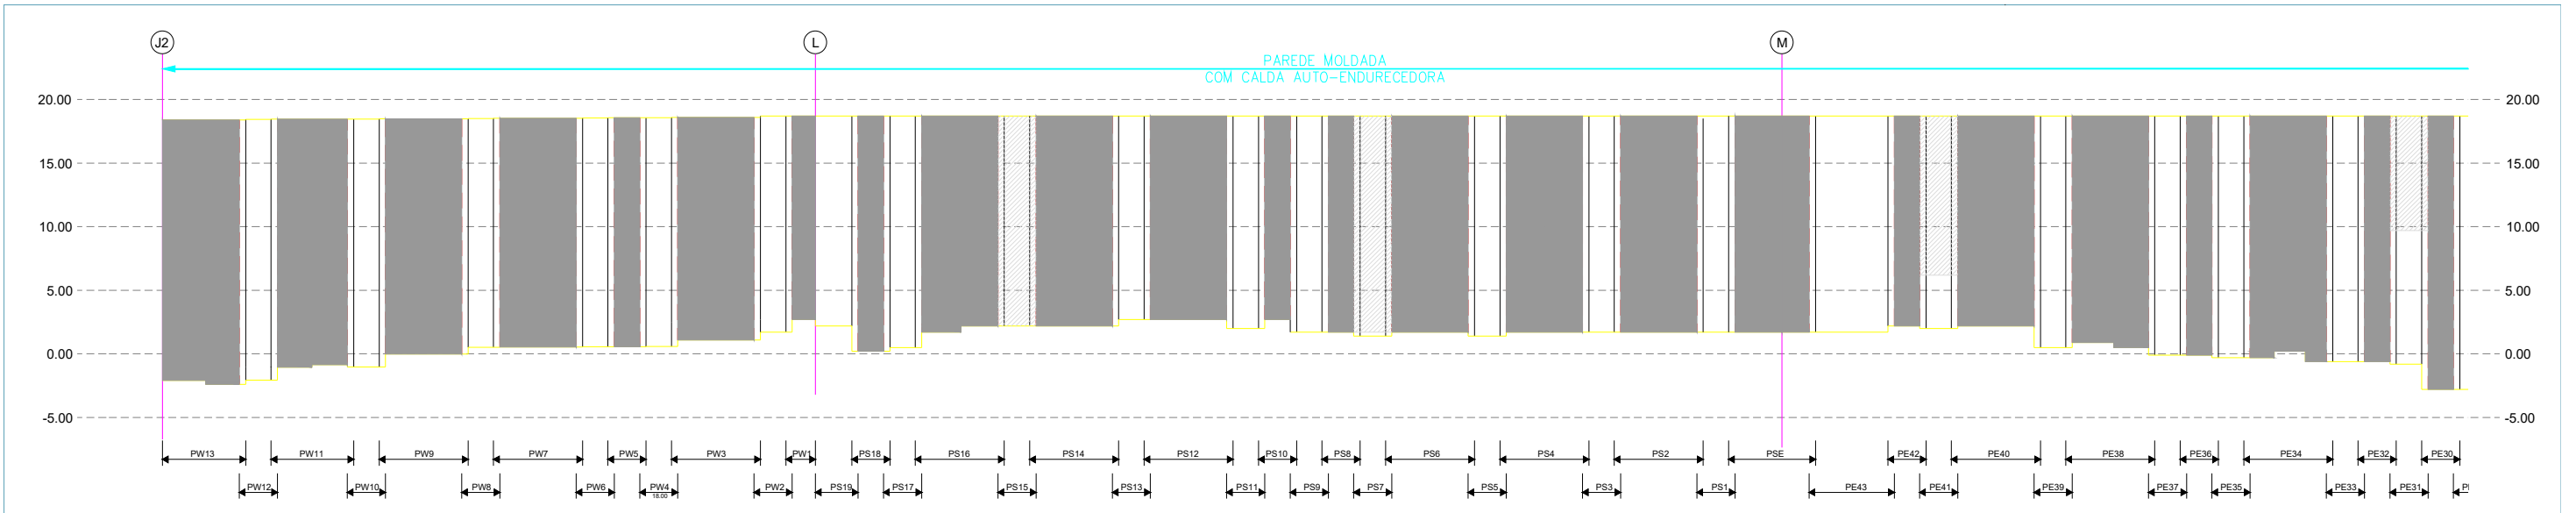 J2 L M
PAREDE MOLDADA
COM CALDA AUTO-ENDURECEDORA
20.00 20.00
15.00 15.00
10.00 10.00
5.00 5.00
0.00 0.00
-5.00 -5.00
PW13 PW11 PW9 PW7 PW5 PW3 PW1 PS18 PS16 PS14 PS12 PS10 PS8 PS6 PS4 PS2 PSE PE42 PE40 PE38 PE36 PE34 PE32 PE30
PW12 PW10 PW8 PW6 PW4 PW2 PS19 PS17 PS15 PS13 PS11 PS9 PS7 PS5 PS3 PS1 PE43 PE41 PE39 PE37 PE35 PE33 PE31
18.00